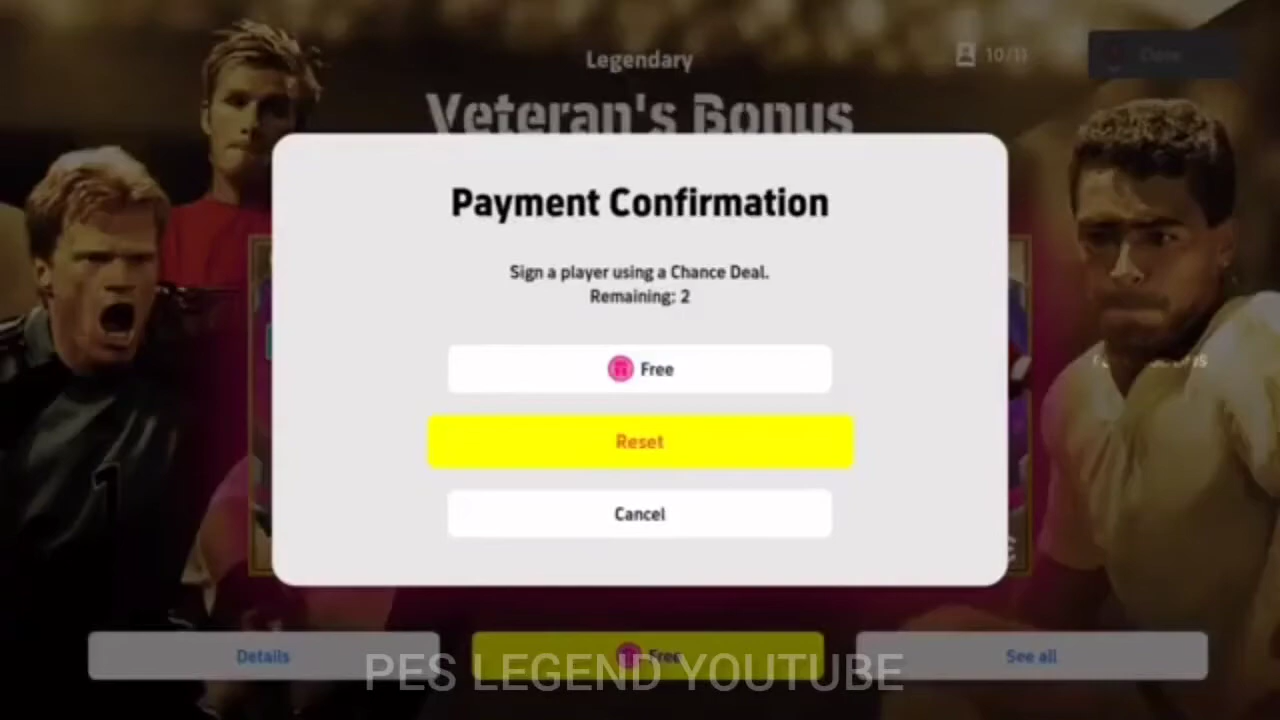 Legendary
10/11
Veteran's Bonus
Payment Confirmation
Sign a player using a Chance Deal.
Remaining: 2
Free
Reset
Cancel
Details
Free
See all
PES LEGEND YOUTUBE